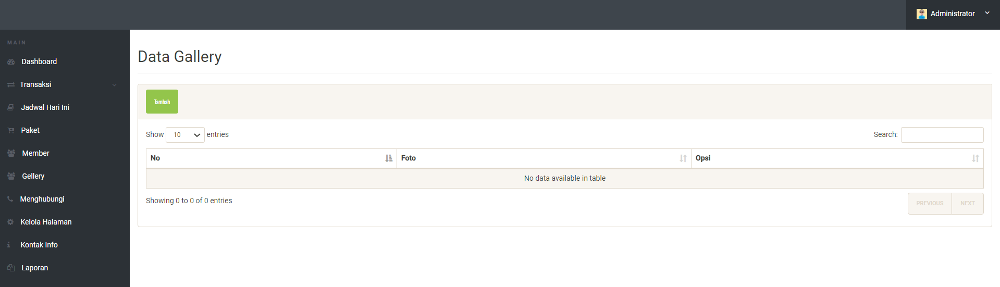 Administrator
MAIN
Dashboard
Transaksi
Jadwal Hari Ini
Paket
Member
Gellery
Menghubungi
Kelola Halaman
Kontak Info
Laporan
Data Gallery
Tambah
Show 10 entries
Search:
No Foto Opsi
No data available in table
Showing 0 to 0 of 0 entries
PREVIOUS NEXT